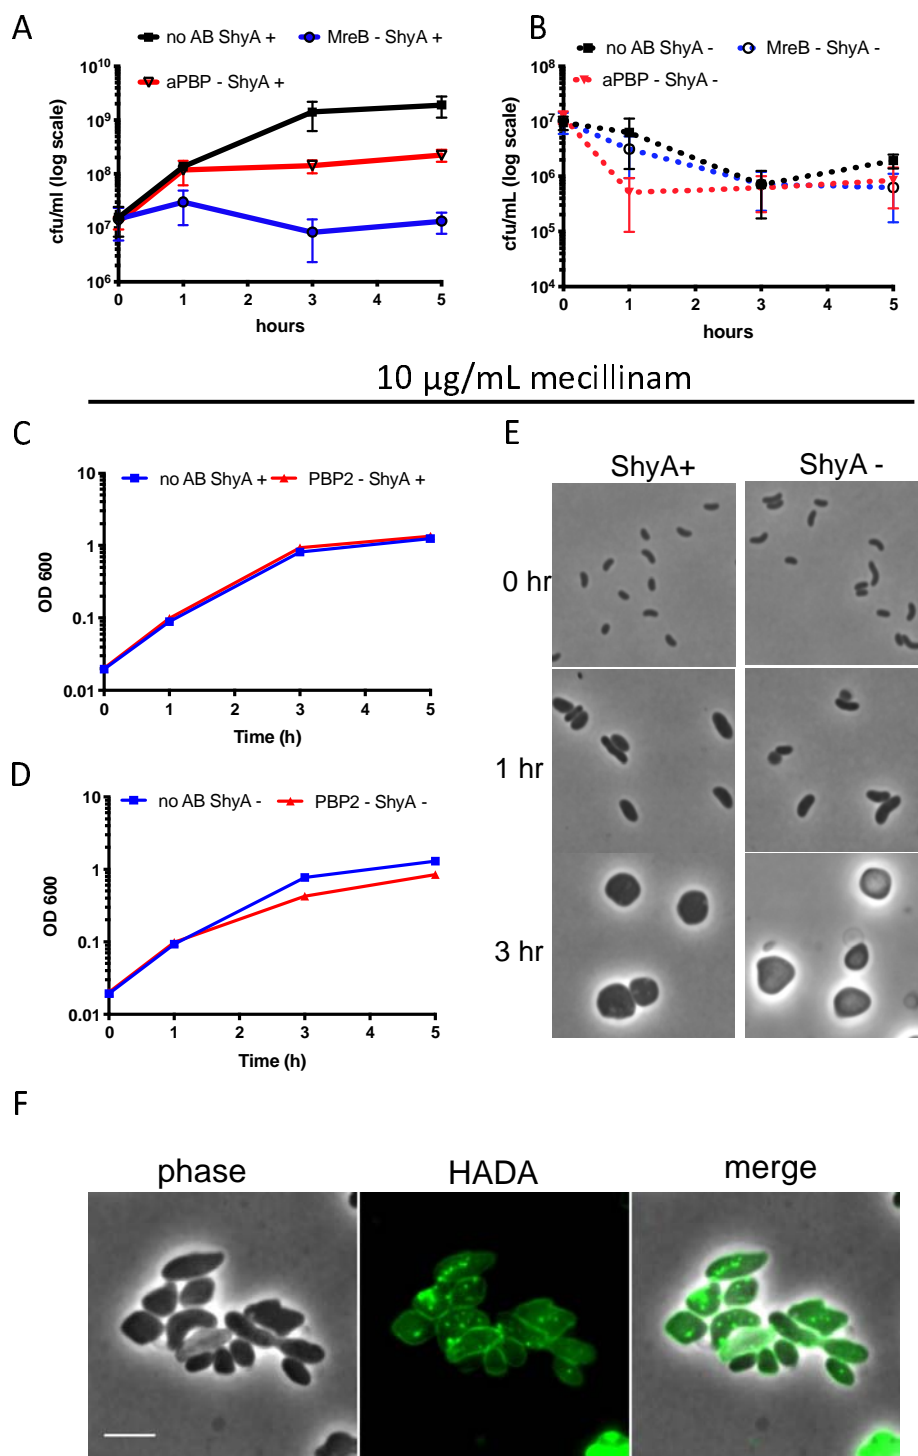 A
no AB ShyA +
MreB - ShyA +
aPBP - ShyA +
cfu/ml (log scale)
10^10
10^9
10^8
10^7
10^6
0 1 2 3 4 5
hours
B
no AB ShyA -
MreB - ShyA -
aPBP - ShyA -
cfu/mL (log scale)
10^8
10^7
10^6
10^5
10^4
0 1 2 3 4 5
hours
10 µg/mL mecillinam
C
no AB ShyA +
PBP2 - ShyA +
OD 600
10
1
0.1
0.01
0 1 2 3 4 5
Time (h)
D
no AB ShyA -
PBP2 - ShyA -
OD 600
10
1
0.1
0.01
0 1 2 3 4 5
Time (h)
E
ShyA+
ShyA -
0 hr
1 hr
3 hr
F
phase
HADA
merge